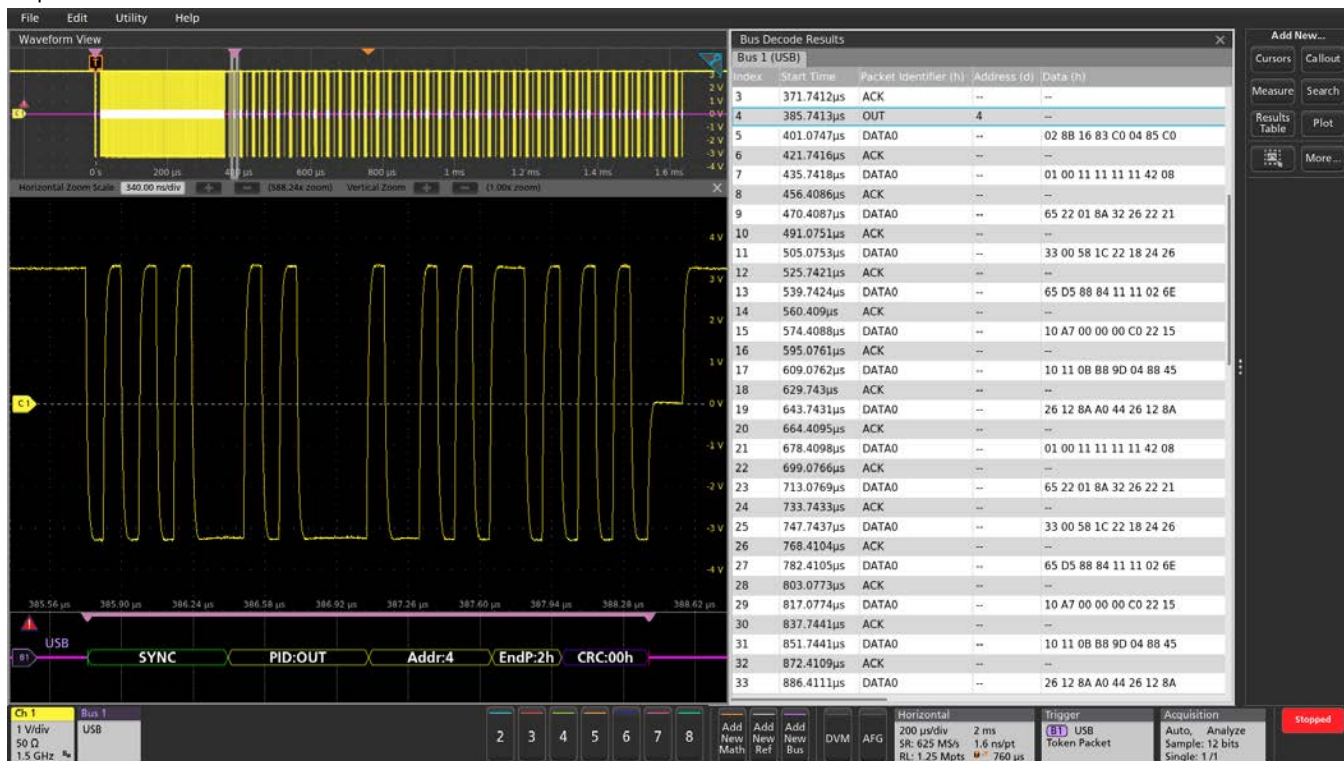 File Edit Utility Help
Waveform View
T
3 V
2 V
1 V
0 V
-1 V
-2 V
-3 V
-4 V
C1
0 s 200 µs 400 µs 600 µs 800 µs 1 ms 1.2 ms 1.4 ms 1.6 ms
Horizontal Zoom Scale 340.00 ns/div + − (588.24x zoom) Vertical Zoom + − (1.00x zoom) ×
4 V
3 V
2 V
1 V
C1 0 V
-1 V
-2 V
-3 V
-4 V
385.56 µs 385.90 µs 386.24 µs 386.58 µs 386.92 µs 387.26 µs 387.60 µs 387.94 µs 388.28 µs 388.62 µs
USB
B1 SYNC PID:OUT Addr:4 EndP:2h CRC:00h
Bus Decode Results ×
Bus 1 (USB)
Index Start Time Packet Identifier (h) Address (d) Data (h)
3 371.7412µs ACK -- --
4 385.7413µs OUT 4 --
5 401.0747µs DATA0 -- 02 8B 16 83 C0 04 85 C0
6 421.7416µs ACK -- --
7 435.7418µs DATA0 -- 01 00 11 11 11 11 42 08
8 456.4086µs ACK -- --
9 470.4087µs DATA0 -- 65 22 01 8A 32 26 22 21
10 491.0751µs ACK -- --
11 505.0753µs DATA0 -- 33 00 58 1C 22 18 24 26
12 525.7421µs ACK -- --
13 539.7424µs DATA0 -- 65 D5 88 84 11 11 02 6E
14 560.409µs ACK -- --
15 574.4088µs DATA0 -- 10 A7 00 00 00 C0 22 15
16 595.0761µs ACK -- --
17 609.0762µs DATA0 -- 10 11 0B B8 9D 04 88 45
18 629.743µs ACK -- --
19 643.7431µs DATA0 -- 26 12 8A A0 44 26 12 8A
20 664.4095µs ACK -- --
21 678.4098µs DATA0 -- 01 00 11 11 11 11 42 08
22 699.0766µs ACK -- --
23 713.0769µs DATA0 -- 65 22 01 8A 32 26 22 21
24 733.7433µs ACK -- --
25 747.7437µs DATA0 -- 33 00 58 1C 22 18 24 26
26 768.4104µs ACK -- --
27 782.4105µs DATA0 -- 65 D5 88 84 11 11 02 6E
28 803.0773µs ACK -- --
29 817.0774µs DATA0 -- 10 A7 00 00 00 C0 22 15
30 837.7441µs ACK -- --
31 851.7441µs DATA0 -- 10 11 0B B8 9D 04 88 45
32 872.4109µs ACK -- --
33 886.4111µs DATA0 -- 26 12 8A A0 44 26 12 8A
Add New...
Cursors Callout
Measure Search
Results Table Plot
More...
Ch 1
1 V/div
50 Ω
1.5 GHz
Bus 1
USB
2 3 4 5 6 7 8
Add New Math
Add New Ref
Add New Bus
DVM AFG
Horizontal
200 µs/div 2 ms
SR: 625 MS/s 1.6 ns/pt
RL: 1.25 Mpts 760 µs
Trigger
B1 USB
Token Packet
Acquisition
Auto, Analyze
Sample: 12 bits
Single: 1 /1
Stopped